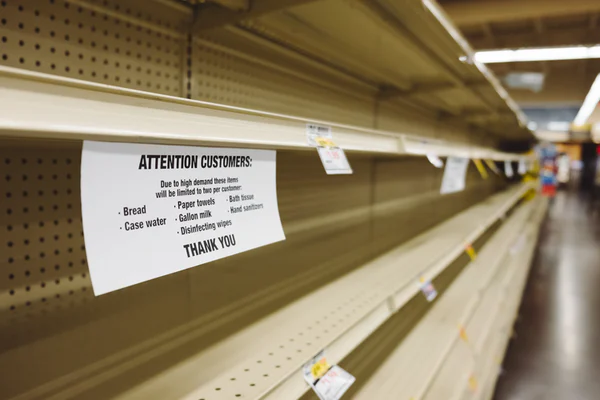 ATTENTION CUSTOMERS:
Due to high demand these items
will be limited to two per customer:
· Bread
· Case water
· Paper towels
· Gallon milk
· Disinfecting wipes
· Bath tissue
· Hand sanitizers
THANK YOU